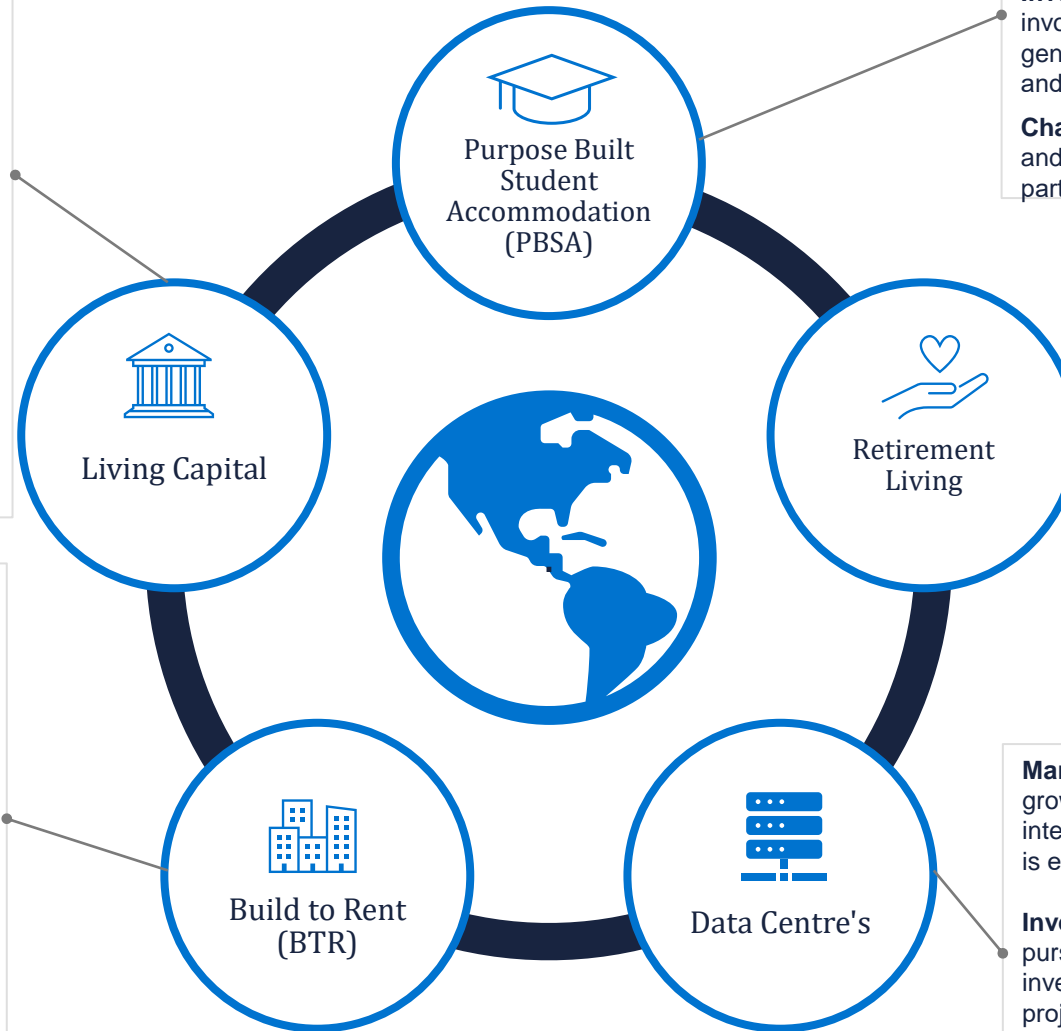 Purpose Built
Student
Accommodation
(PBSA)
invo
gen
and
Cha
and
part
Living Capital
Retirement
Living
Build to Rent
(BTR)
Data Centre's
Mar
grov
inte
is e
Inve
purs
inve
proj